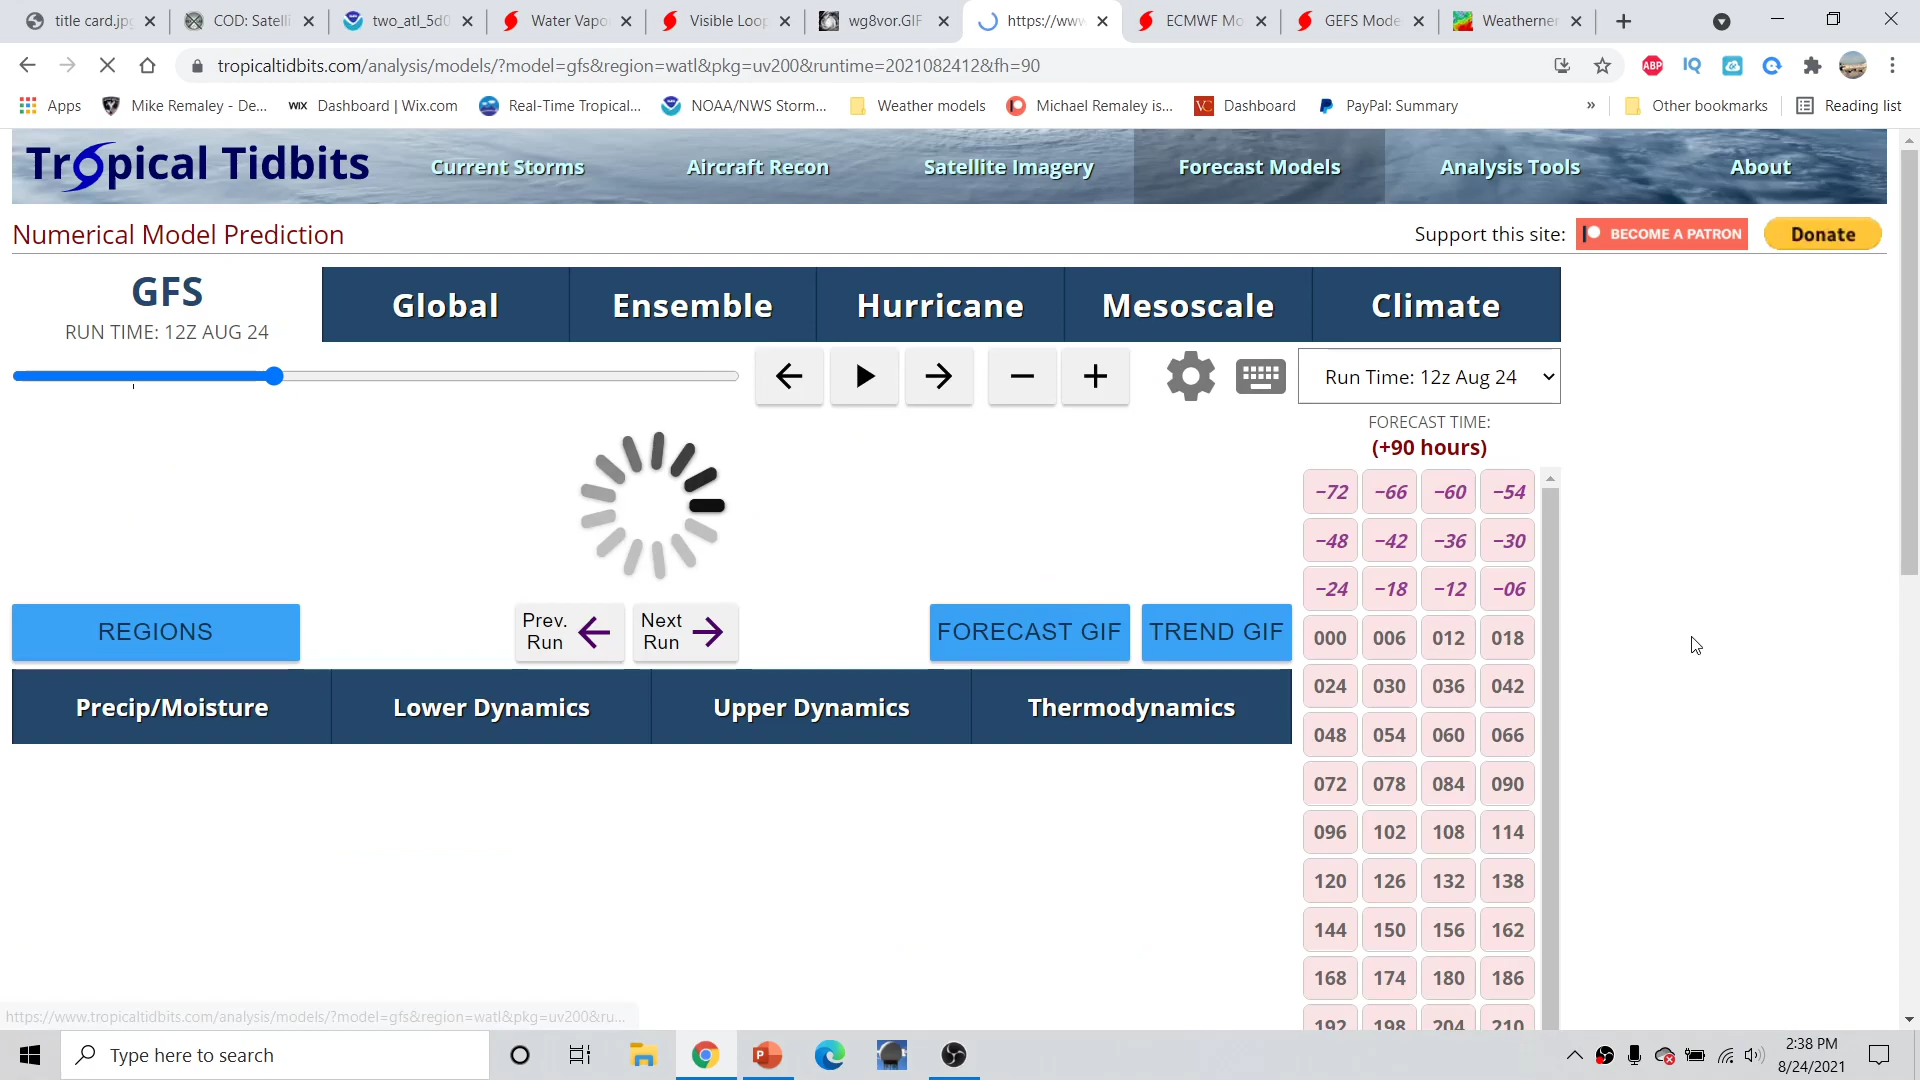 title card.jpg
COD: Satelli
two_atl_5d0
Water Vapo
Visible Loop
wg8vor.GIF
https://www
ECMWF Mo
GEFS Mode
Weatherner
tropicaltidbits.com/analysis/models/?model=gfs&region=watl&pkg=uv200&runtime=2021082412&fh=90
ABP
IQ
Apps
Mike Remaley - De...
WIX Dashboard | Wix.com
Real-Time Tropical...
NOAA/NWS Storm...
Weather models
Michael Remaley is...
VC Dashboard
PayPal: Summary
»
Other bookmarks
Reading list
Tropical Tidbits
Current Storms
Aircraft Recon
Satellite Imagery
Forecast Models
Analysis Tools
About
Numerical Model Prediction
Support this site:
BECOME A PATRON
Donate
GFS
RUN TIME: 12Z AUG 24
Global
Ensemble
Hurricane
Mesoscale
Climate
Run Time: 12z Aug 24
FORECAST TIME:
(+90 hours)
−72 −66 −60 −54
−48 −42 −36 −30
−24 −18 −12 −06
000 006 012 018
024 030 036 042
048 054 060 066
072 078 084 090
096 102 108 114
120 126 132 138
144 150 156 162
168 174 180 186
192 198 204 210
REGIONS
Prev. Run
Next Run
FORECAST GIF
TREND GIF
Precip/Moisture
Lower Dynamics
Upper Dynamics
Thermodynamics
https://www.tropicaltidbits.com/analysis/models/?model=gfs&region=watl&pkg=uv200&ru...
Type here to search
2:38 PM
8/24/2021